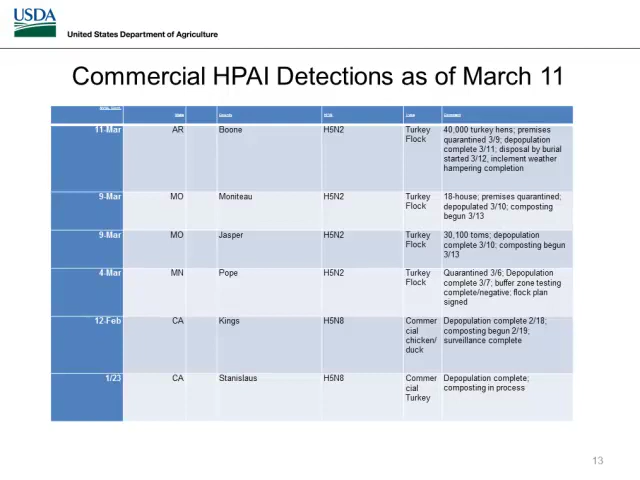 USDA
United States Department of Agriculture
Commercial HPAI Detections as of March 11
State County HPAI Type Comment
11-Mar AR Boone H5N2 Turkey 40,000 turkey hens; premises
Flock quarantined 3/9; depopulation
complete 3/11; disposal by burial
started 3/12, inclement weather
hampering completion
9-Mar MO Moniteau H5N2 Turkey 18-house; premises quarantined;
Flock depopulated 3/10; composting
begun 3/13
9-Mar MO Jasper H5N2 Turkey 30,100 toms; depopulation
Flock complete 3/10; composting begun
3/13
4-Mar MN Pope H5N2 Turkey Quarantined 3/6; Depopulation
Flock complete 3/7; buffer zone testing
complete/negative; flock plan
signed
12-Feb CA Kings H5N8 Commer Depopulation complete 2/18;
cial composting begun 2/19;
chicken/ surveillance complete
duck
1/23 CA Stanislaus H5N8 Commer Depopulation complete;
cial composting in process
Turkey
13